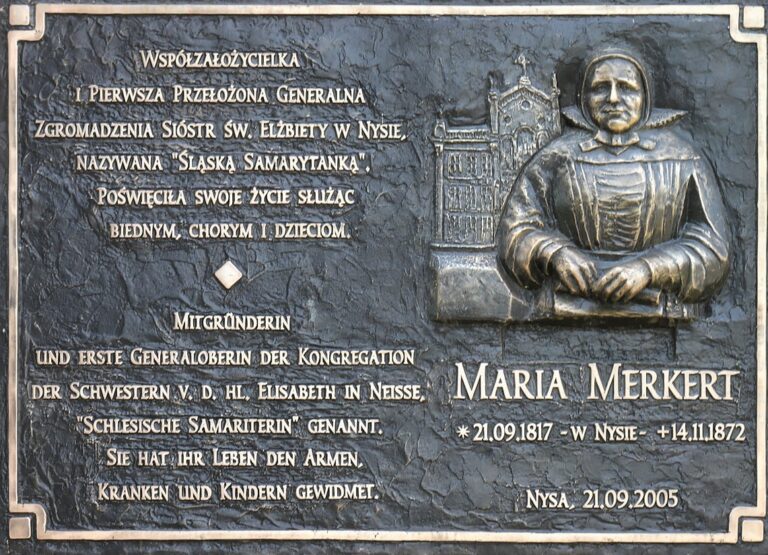 Współzałożycielka
i Pierwsza Przełożona Generalna
Zgromadzenia Sióstr Św. Elżbiety w Nysie,
nazywana "Śląską Samarytanką".
Poświęciła swoje życie służąc
biednym, chorym i dzieciom.
Mitgründerin
und erste Generaloberin der Kongregation
der Schwestern v. d. hl. Elisabeth in Neisse,
"Schlesische Samariterin" genannt.
Sie hat ihr Leben den Armen,
Kranken und Kindern gewidmet.
Maria Merkert
*21.09.1817 -w Nysie- +14.11.1872
Nysa, 21.09.2005